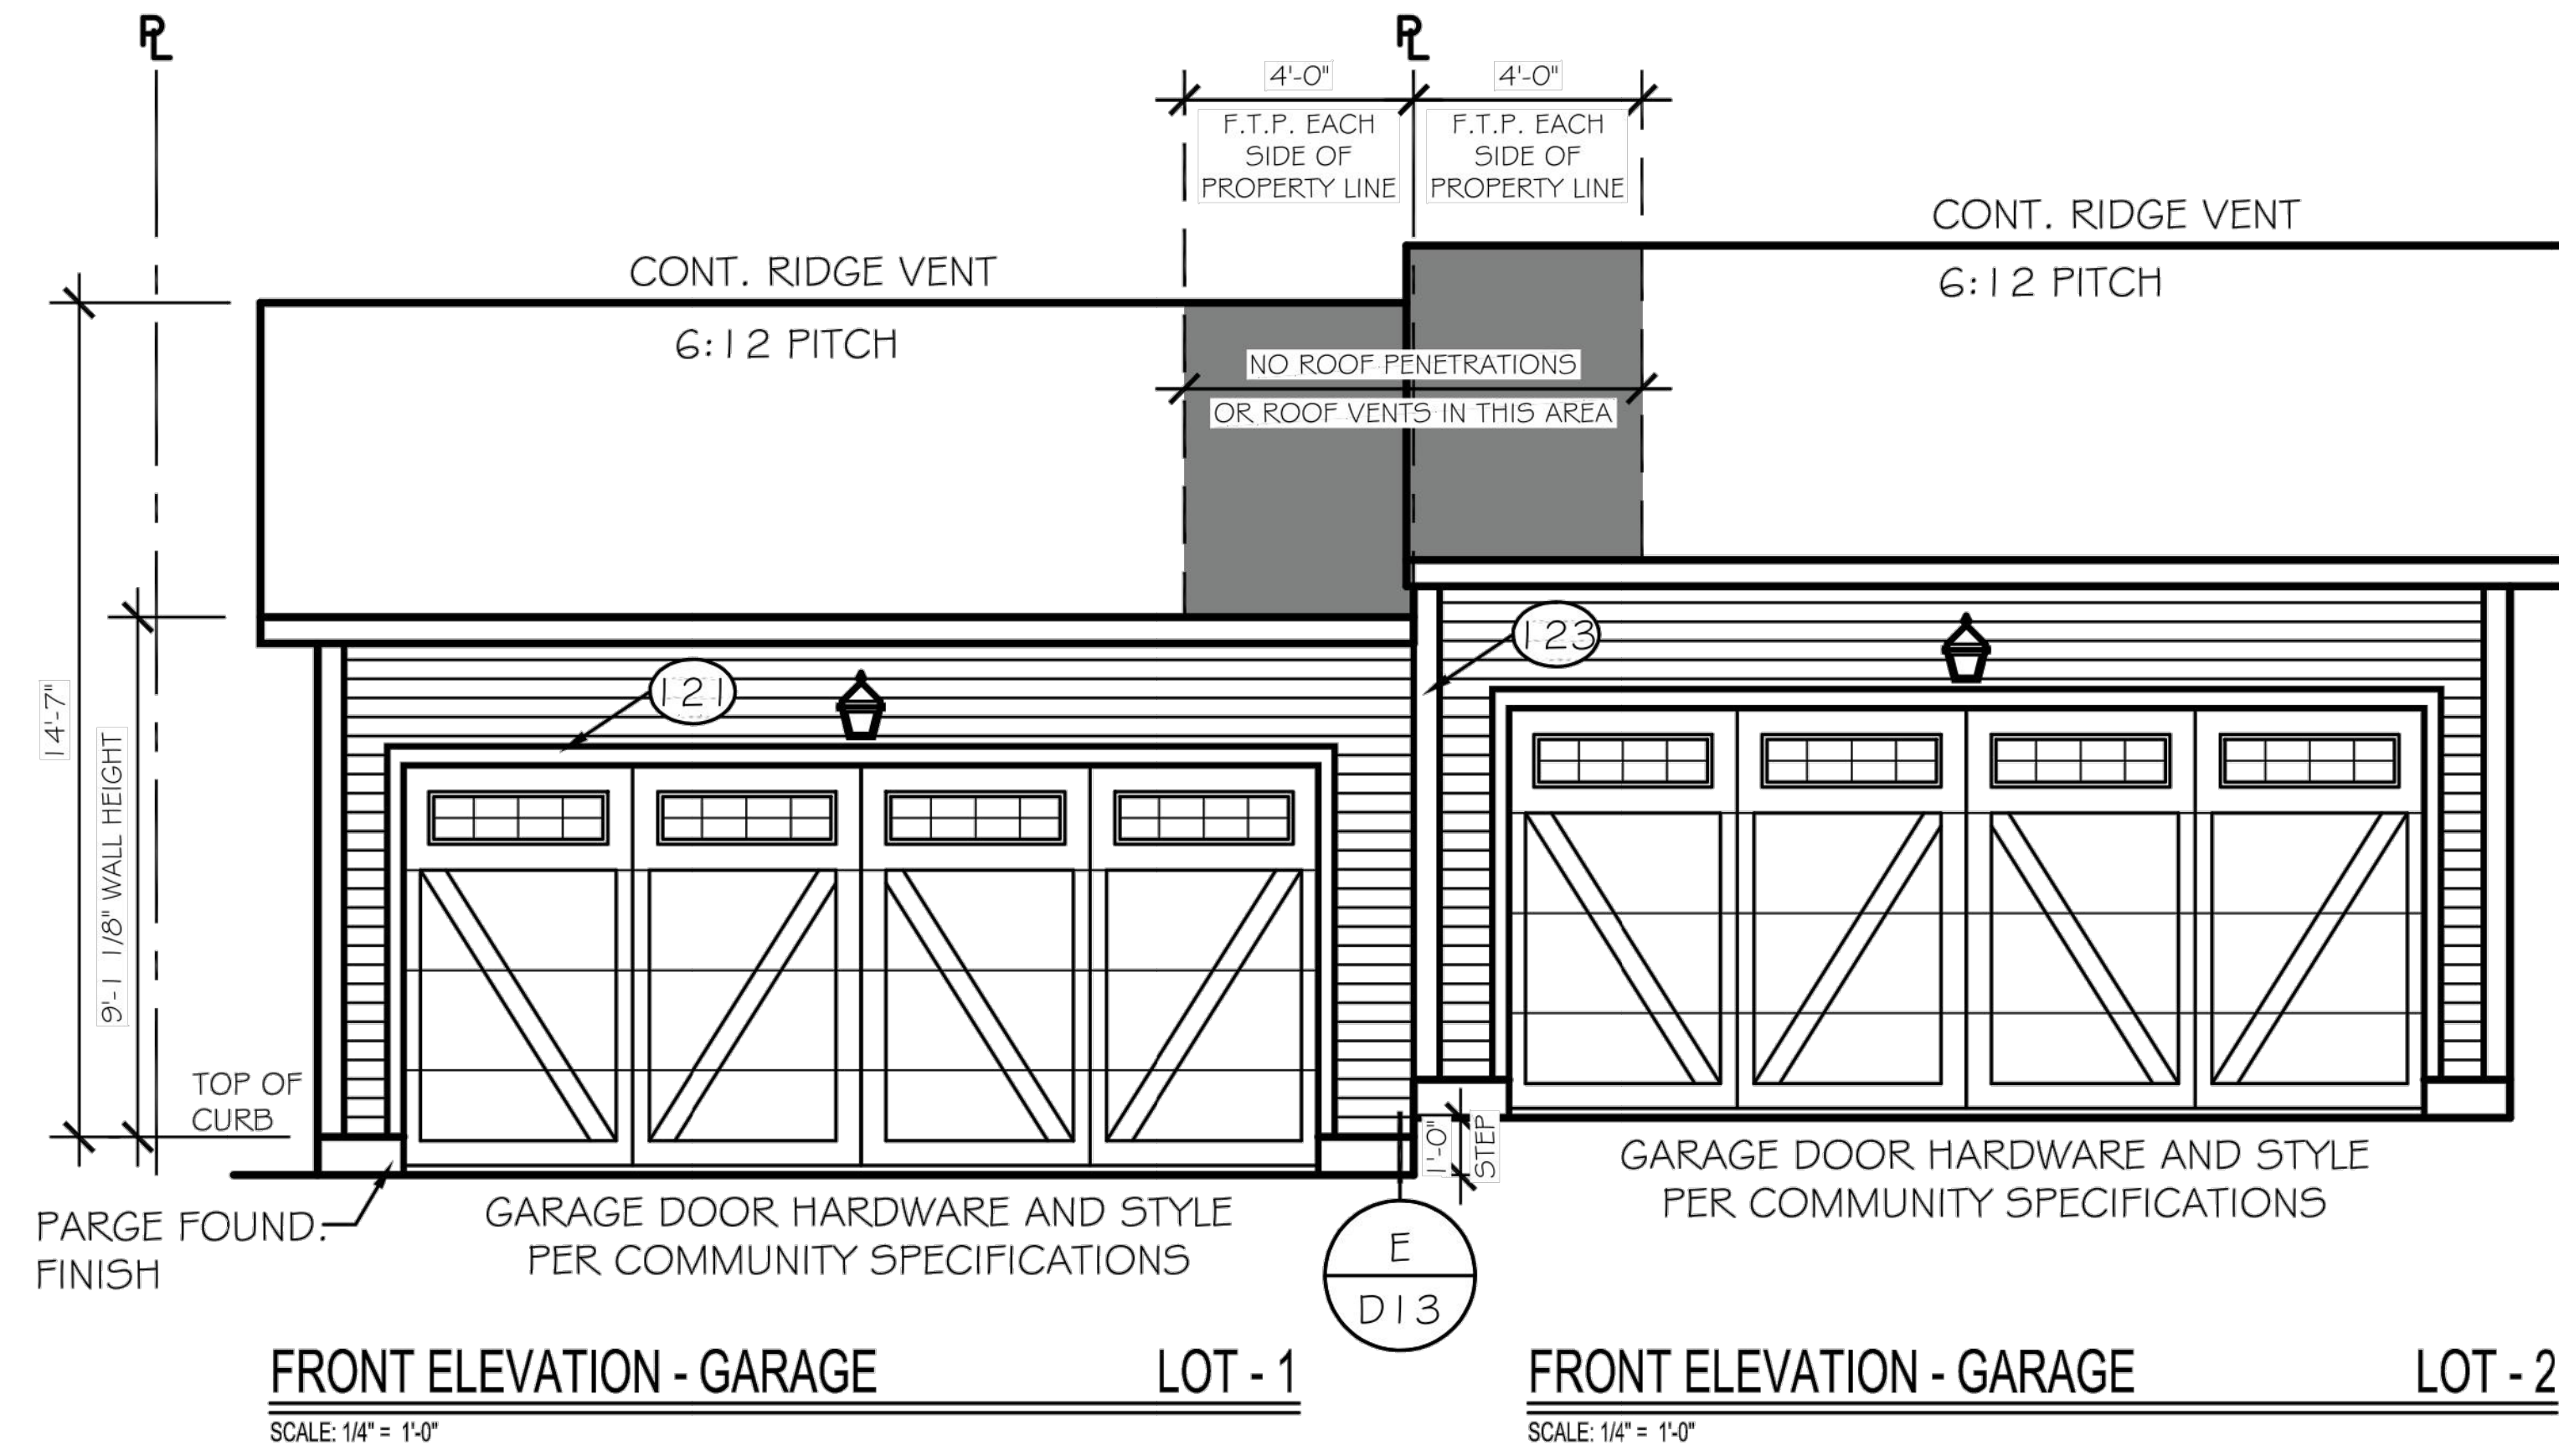 PL
PL
4'-0"
4'-0"
F.T.P. EACH
SIDE OF
PROPERTY LINE
F.T.P. EACH
SIDE OF
PROPERTY LINE
CONT. RIDGE VENT
6:12 PITCH
CONT. RIDGE VENT
6:12 PITCH
NO ROOF PENETRATIONS
OR ROOF VENTS IN THIS AREA
123
121
14'-7"
9'-1 1/8" WALL HEIGHT
TOP OF
CURB
1'-0"
STEP
PARGE FOUND.
FINISH
GARAGE DOOR HARDWARE AND STYLE
PER COMMUNITY SPECIFICATIONS
GARAGE DOOR HARDWARE AND STYLE
PER COMMUNITY SPECIFICATIONS
E
D13
FRONT ELEVATION - GARAGE LOT - 1
SCALE: 1/4" = 1'-0"
FRONT ELEVATION - GARAGE LOT - 2
SCALE: 1/4" = 1'-0"